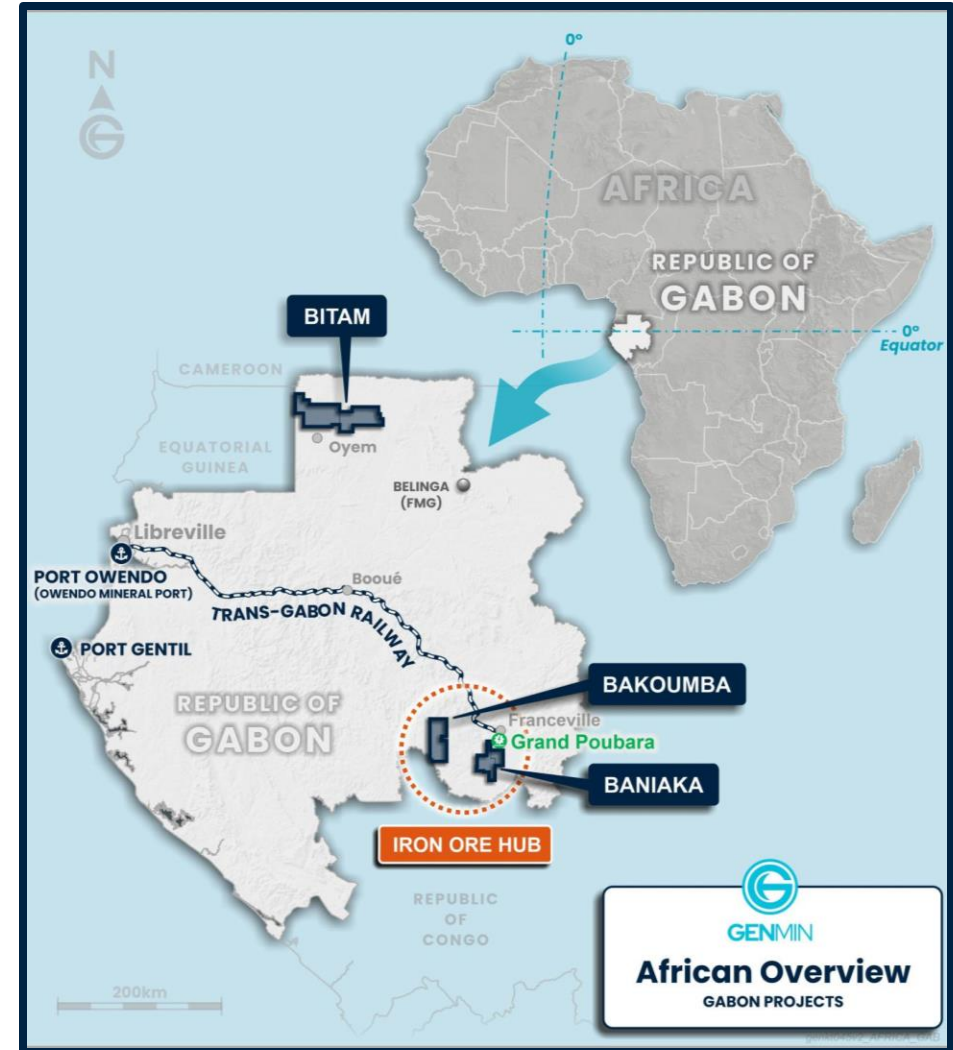 N
0°
AFRICA
REPUBLIC OF
GABON
0°
Equator
BITAM
CAMEROON
EQUATORIAL
GUINEA
Oyem
BELINGA
(FMG)
Libreville
PORT OWENDO
(OWENDO MINERAL PORT)
Booué
TRANS-GABON RAILWAY
PORT GENTIL
BAKOUMBA
REPUBLIC OF
GABON
Franceville
Grand Poubara
BANIAKA
IRON ORE HUB
REPUBLIC
OF
CONGO
200km
GENMIN
African Overview
GABON PROJECTS